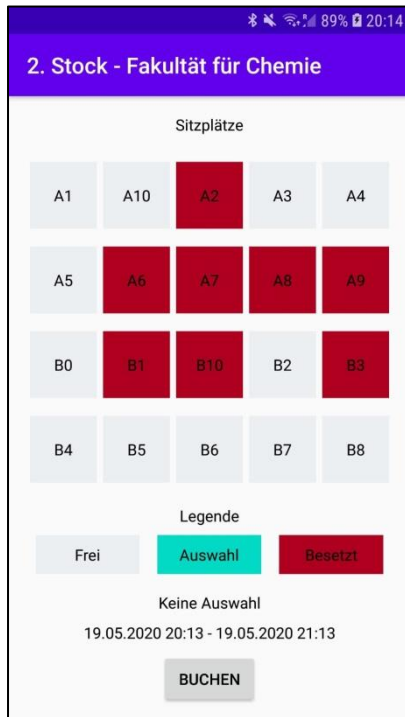 89% 20:14
2. Stock - Fakultät für Chemie
Sitzplätze
A1 A10 A2 A3 A4
A5 A6 A7 A8 A9
B0 B1 B10 B2 B3
B4 B5 B6 B7 B8
Legende
Frei Auswahl Besetzt
Keine Auswahl
19.05.2020 20:13 - 19.05.2020 21:13
BUCHEN